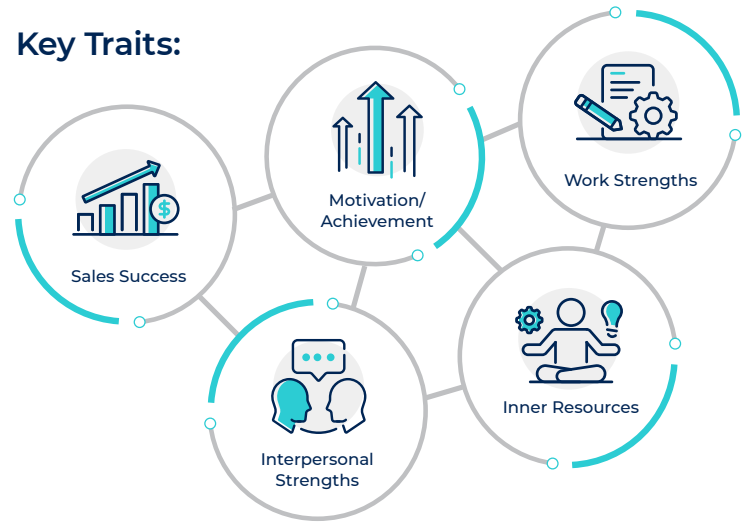 Key Traits:
Sales Success
$
Motivation/
Achievement
Work Strengths
Interpersonal
Strengths
Inner Resources